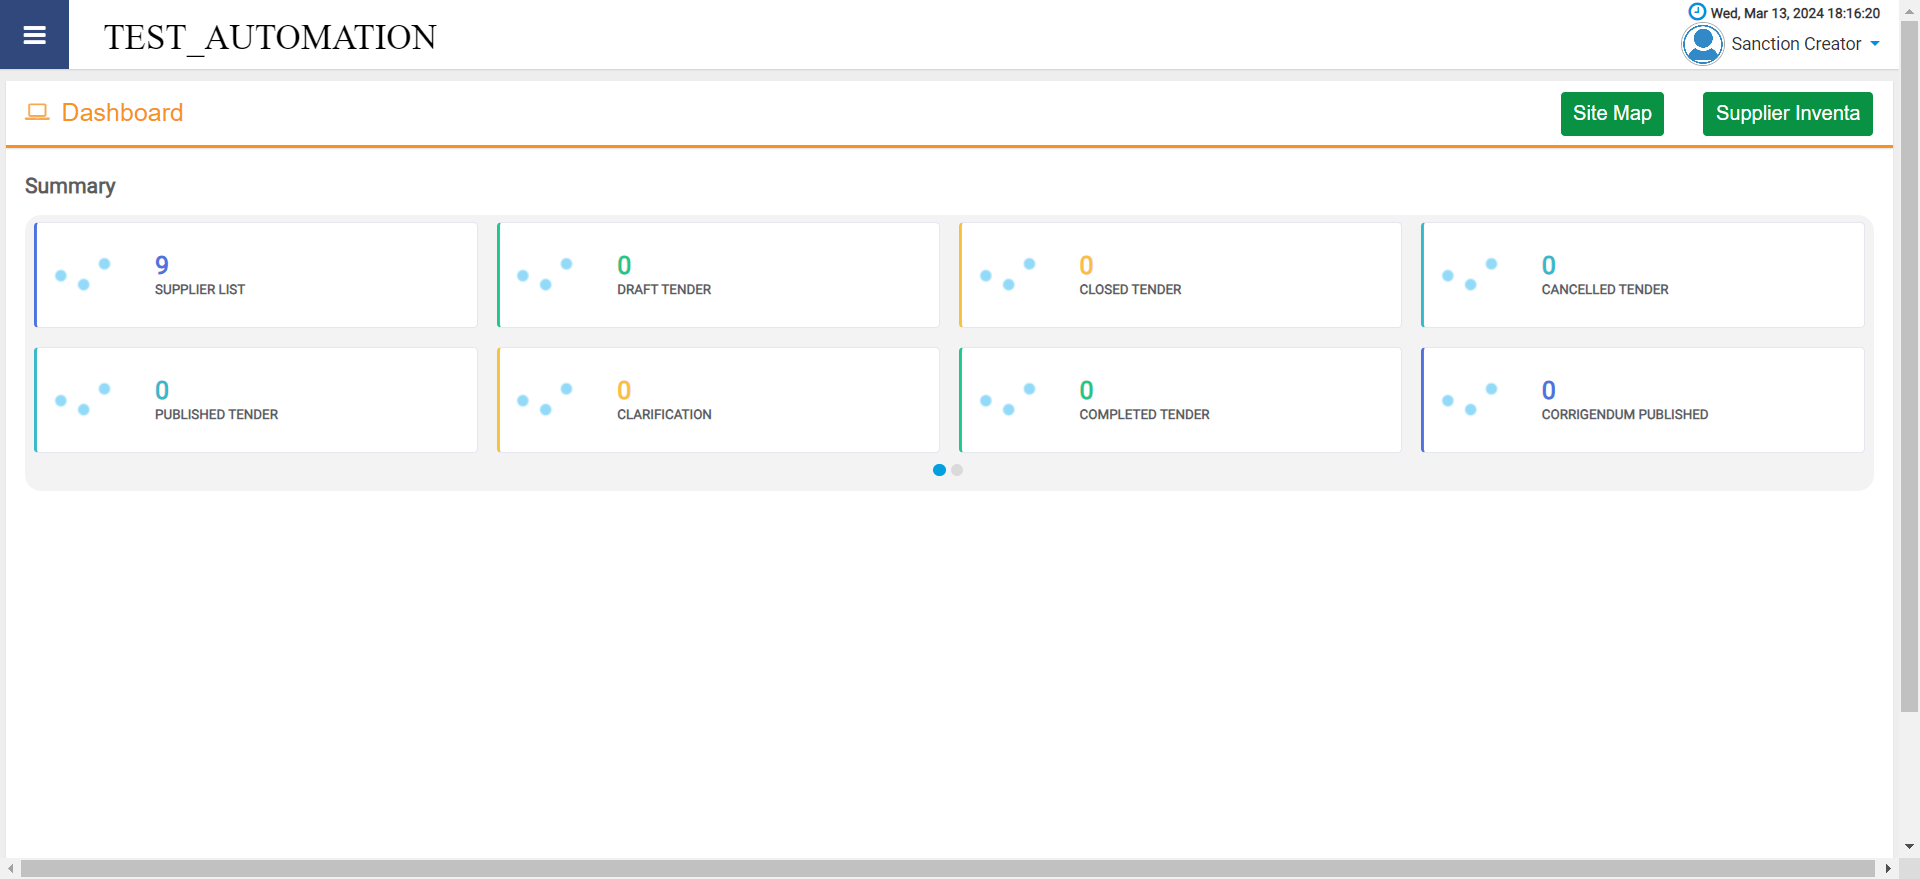 TEST_AUTOMATION
Wed, Mar 13, 2024 18:16:20
Sanction Creator
Dashboard
Site Map
Supplier Inventa
Summary
9
SUPPLIER LIST
0
DRAFT TENDER
0
CLOSED TENDER
0
CANCELLED TENDER
0
PUBLISHED TENDER
0
CLARIFICATION
0
COMPLETED TENDER
0
CORRIGENDUM PUBLISHED